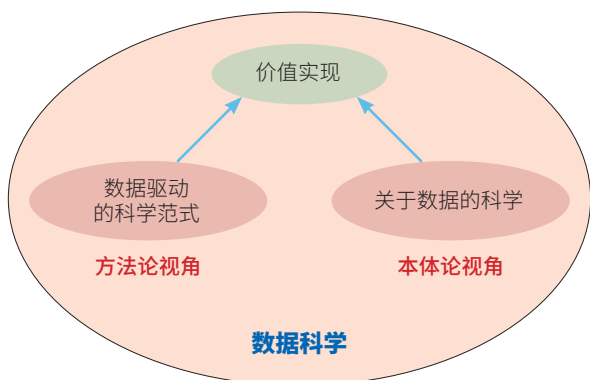 价值实现
数据驱动
的科学范式
关于数据的科学
方法论视角
本体论视角
数据科学